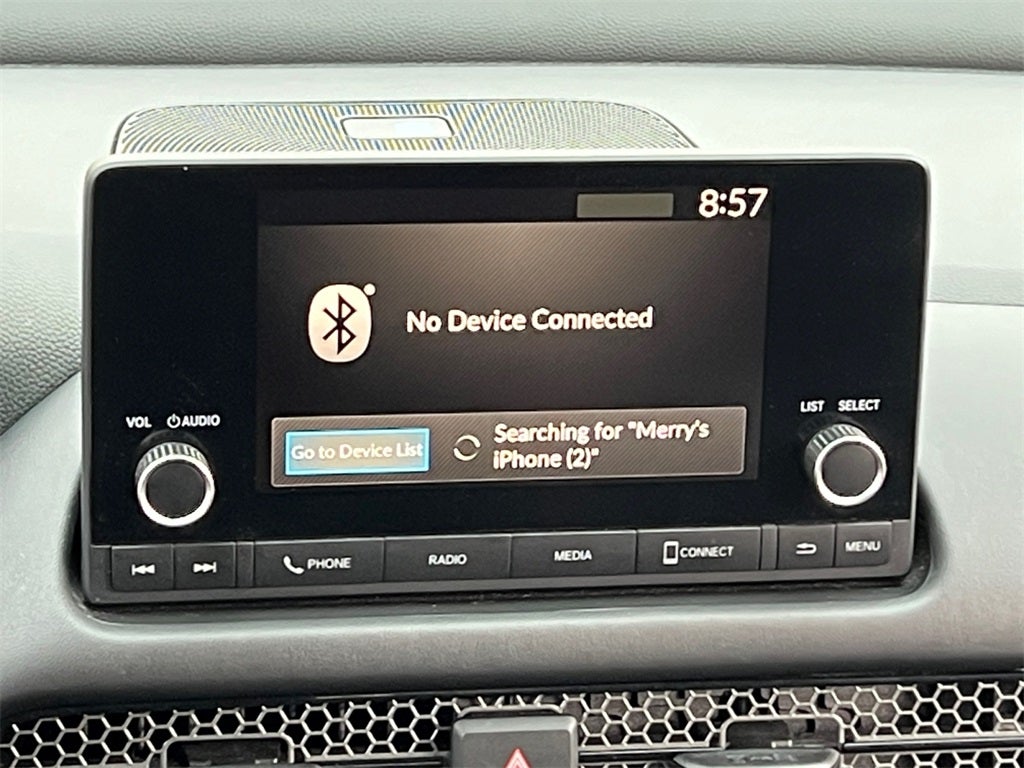 8:57
No Device Connected
VOL AUDIO
LIST SELECT
Go to Device List
Searching for "Merry's
iPhone (2)"
PHONE RADIO MEDIA CONNECT MENU